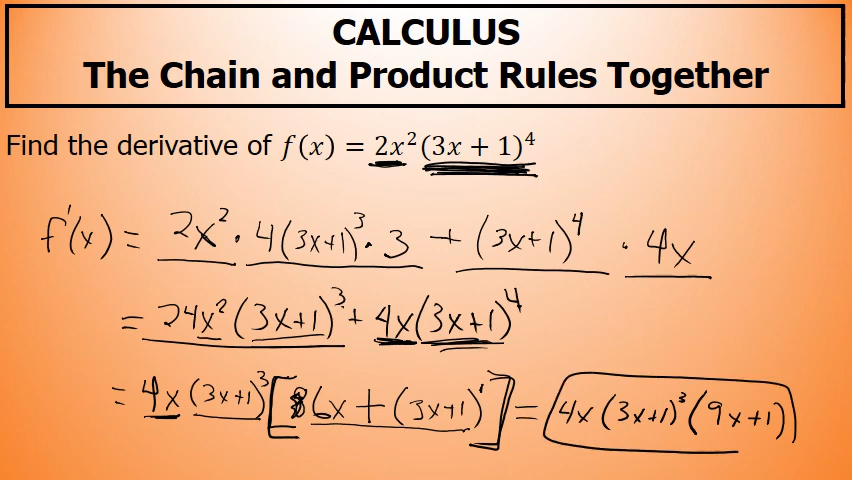 CALCULUS
The Chain and Product Rules Together
Find the derivative of f(x) = 2x²(3x + 1)⁴
f'(x) = 2x² · 4(3x+1)³ · 3 + (3x+1)⁴ · 4x
= 24x²(3x+1)³ + 4x(3x+1)⁴
= 4x(3x+1)³[6x + (3x+1)¹] = 4x(3x+1)³(9x+1)